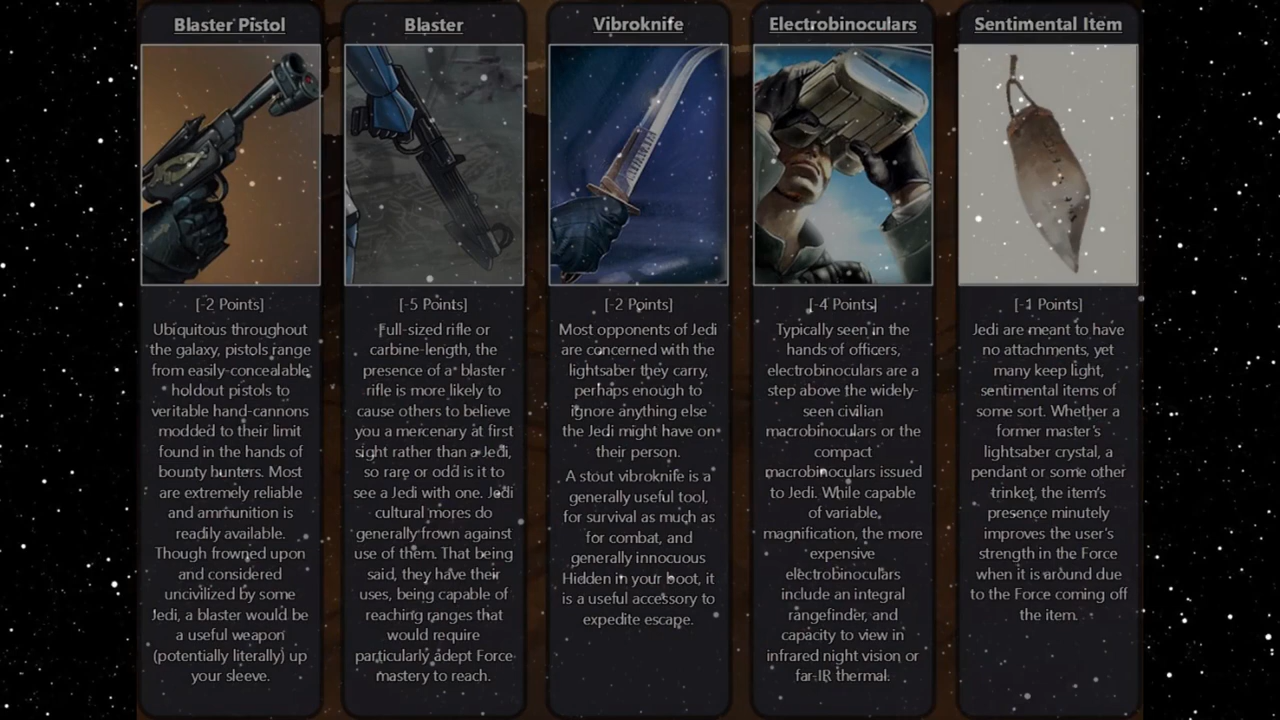 Blaster Pistol
[-2 Points]
Ubiquitous throughout
the galaxy, pistols range
from easily-concealable
holdout pistols to
veritable hand-cannons
modded to their limit
found in the hands of
bounty hunters. Most
are extremely reliable
and ammunition is
readily available.
Though frowned upon
and considered
uncivilized by some
Jedi, a blaster would be
a useful weapon
(potentially literally) up
your sleeve.
Blaster
[-5 Points]
Full-sized rifle or
carbine-length, the
presence of a blaster
rifle is more likely to
cause others to believe
you a mercenary at first
sight rather than a Jedi,
so rare or odd is it to
see a Jedi with one. Jedi
cultural mores do
generally frown against
use of them. That being
said, they have their
uses, being capable of
reaching ranges that
would require
particularly adept Force
mastery to reach.
Vibroknife
[-2 Points]
Most opponents of Jedi
are concerned with the
lightsaber they carry,
perhaps enough to
ignore anything else
the Jedi might have on
their person.
A stout vibroknife is a
generally useful tool,
for survival as much as
for combat, and
generally innocuous
Hidden in your boot, it
is a useful accessory to
expedite escape.
Electrobinoculars
[-4 Points]
Typically seen in the
hands of officers,
electrobinoculars are a
step above the widely-
seen civilian
macrobinoculars or the
compact
macrobinoculars issued
to Jedi. While capable
of variable
magnification, the more
expensive
electrobinoculars
include an integral
rangefinder, and
capacity to view in
infrared night vision or
far-IR thermal.
Sentimental Item
[-1 Points]
Jedi are meant to have
no attachments, yet
many keep light,
sentimental items of
some sort. Whether a
former master's
lightsaber crystal, a
pendant or some other
trinket, the item's
presence minutely
improves the user's
strength in the Force
when it is around due
to the Force coming off
the item.